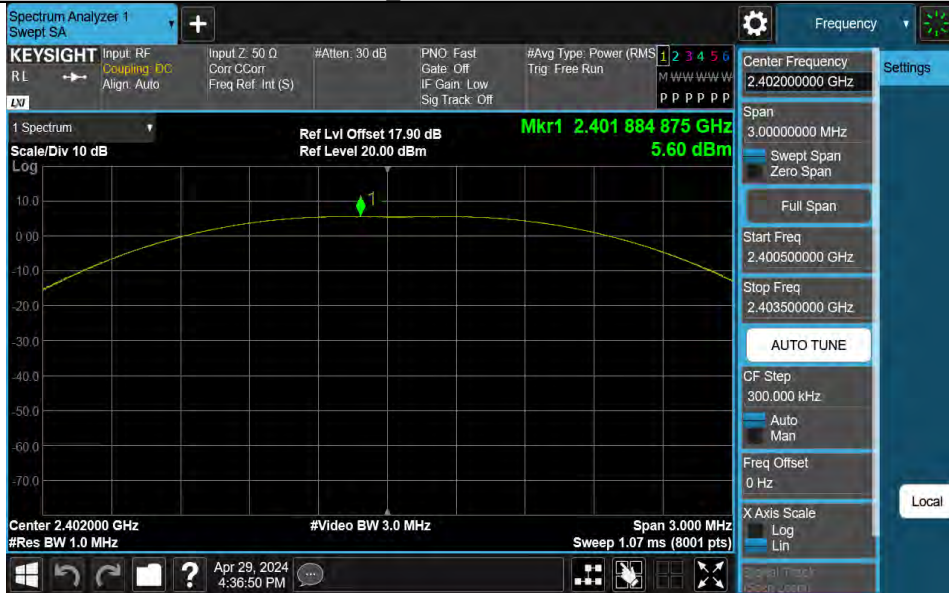 Spectrum Analyzer 1
Swept SA
+
Frequency
KEYSIGHT
RL
LXI
Input: RF
Coupling: DC
Align: Auto
Input Z: 50 Ω
Corr CCorr
Freq Ref: Int (S)
#Atten: 30 dB
PNO: Fast
Gate: Off
IF Gain: Low
Sig Track: Off
#Avg Type: Power (RMS
Trig: Free Run
1 2 3 4 5 6
M W W W W W
P P P P P P
1 Spectrum
Scale/Div 10 dB
Log
Ref Lvl Offset 17.90 dB
Ref Level 20.00 dBm
Mkr1 2.401 884 875 GHz
5.60 dBm
1
10.0
0.00
-10.0
-20.0
-30.0
-40.0
-50.0
-60.0
-70.0
Center 2.402000 GHz
#Res BW 1.0 MHz
#Video BW 3.0 MHz
Span 3.000 MHz
Sweep 1.07 ms (8001 pts)
?
Apr 29, 2024
4:36:50 PM
Center Frequency
2.402000000 GHz
Span
3.00000000 MHz
Swept Span
Zero Span
Full Span
Start Freq
2.400500000 GHz
Stop Freq
2.403500000 GHz
AUTO TUNE
CF Step
300.000 kHz
Auto
Man
Freq Offset
0 Hz
X Axis Scale
Log
Lin
Signal Track
(Span Zoom)
Settings
Local